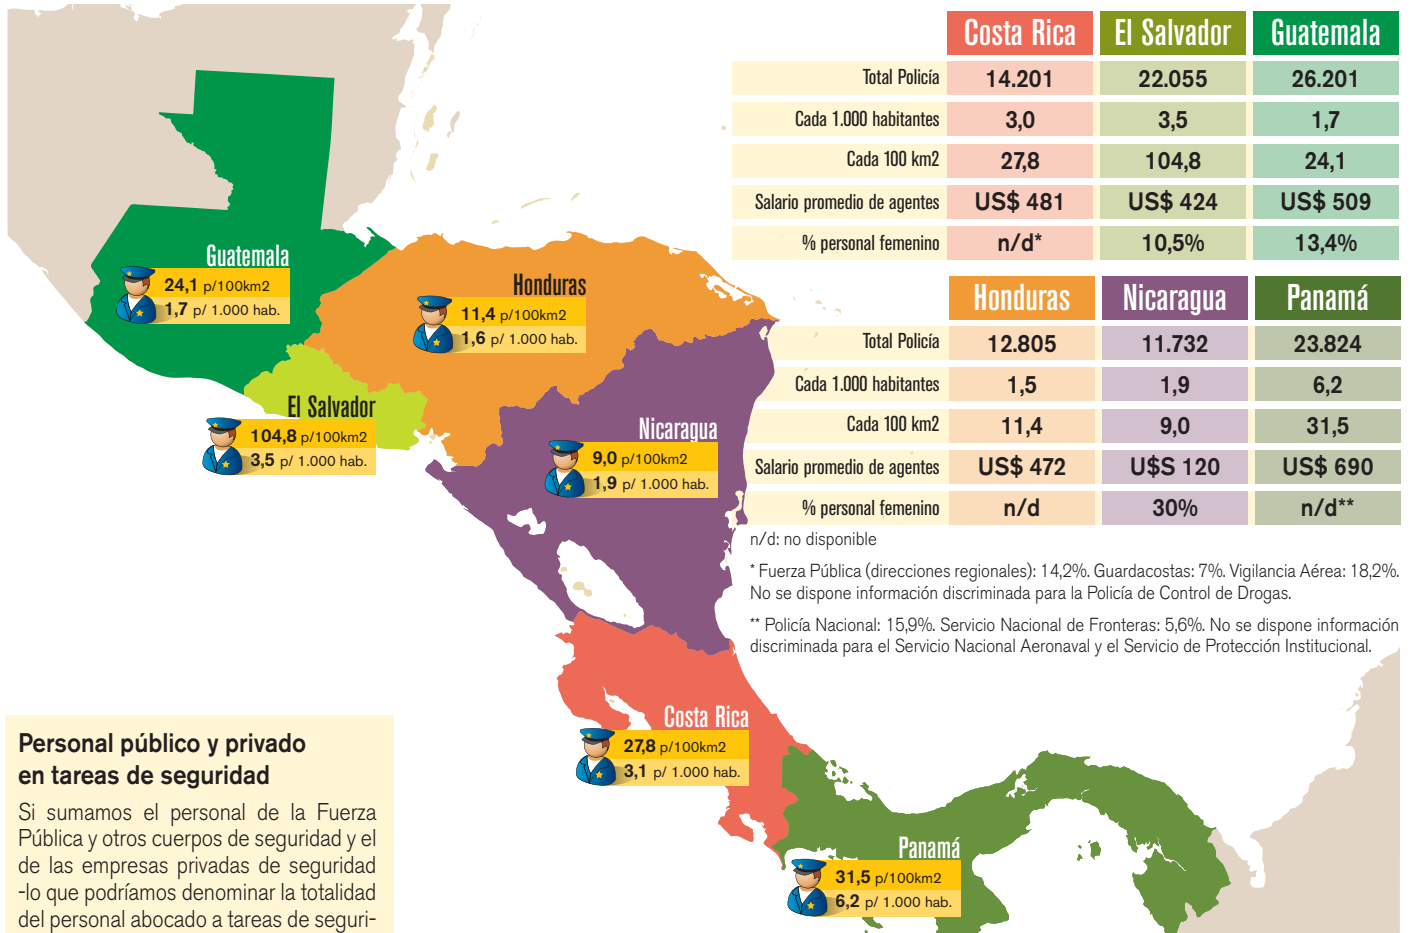 Costa Rica El Salvador Guatemala
Total Policía 14.201 22.055 26.201
Cada 1.000 habitantes 3,0 3,5 1,7
Cada 100 km2 27,8 104,8 24,1
Salario promedio de agentes US$ 481 US$ 424 US$ 509
% personal femenino n/d* 10,5% 13,4%
Honduras Nicaragua Panamá
Total Policía 12.805 11.732 23.824
Cada 1.000 habitantes 1,5 1,9 6,2
Cada 100 km2 11,4 9,0 31,5
Salario promedio de agentes US$ 472 U$S 120 US$ 690
% personal femenino n/d 30% n/d**
n/d: no disponible
* Fuerza Pública (direcciones regionales): 14,2%. Guardacostas: 7%. Vigilancia Aérea: 18,2%.
No se dispone información discriminada para la Policía de Control de Drogas.
** Policía Nacional: 15,9%. Servicio Nacional de Fronteras: 5,6%. No se dispone información
discriminada para el Servicio Nacional Aeronaval y el Servicio de Protección Institucional.
Guatemala
24,1 p/100km2
1,7 p/ 1.000 hab.
Honduras
11,4 p/100km2
1,6 p/ 1.000 hab.
El Salvador
104,8 p/100km2
3,5 p/ 1.000 hab.
Nicaragua
9,0 p/100km2
1,9 p/ 1.000 hab.
Costa Rica
27,8 p/100km2
3,1 p/ 1.000 hab.
Panamá
31,5 p/100km2
6,2 p/ 1.000 hab.
Personal público y privado
en tareas de seguridad
Si sumamos el personal de la Fuerza
Pública y otros cuerpos de seguridad y el
de las empresas privadas de seguridad
-lo que podríamos denominar la totalidad
del personal abocado a tareas de seguri-